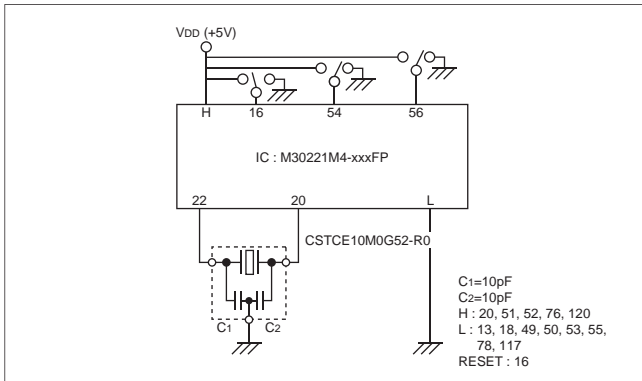 VDD (+5V)
H 16 54 56
IC : M30221M4-xxxFP
22 20 L
CSTCE10M0G52-R0
C1 C2
C1=10pF
C2=10pF
H : 20, 51, 52, 76, 120
L : 13, 18, 49, 50, 53, 55,
78, 117
RESET : 16